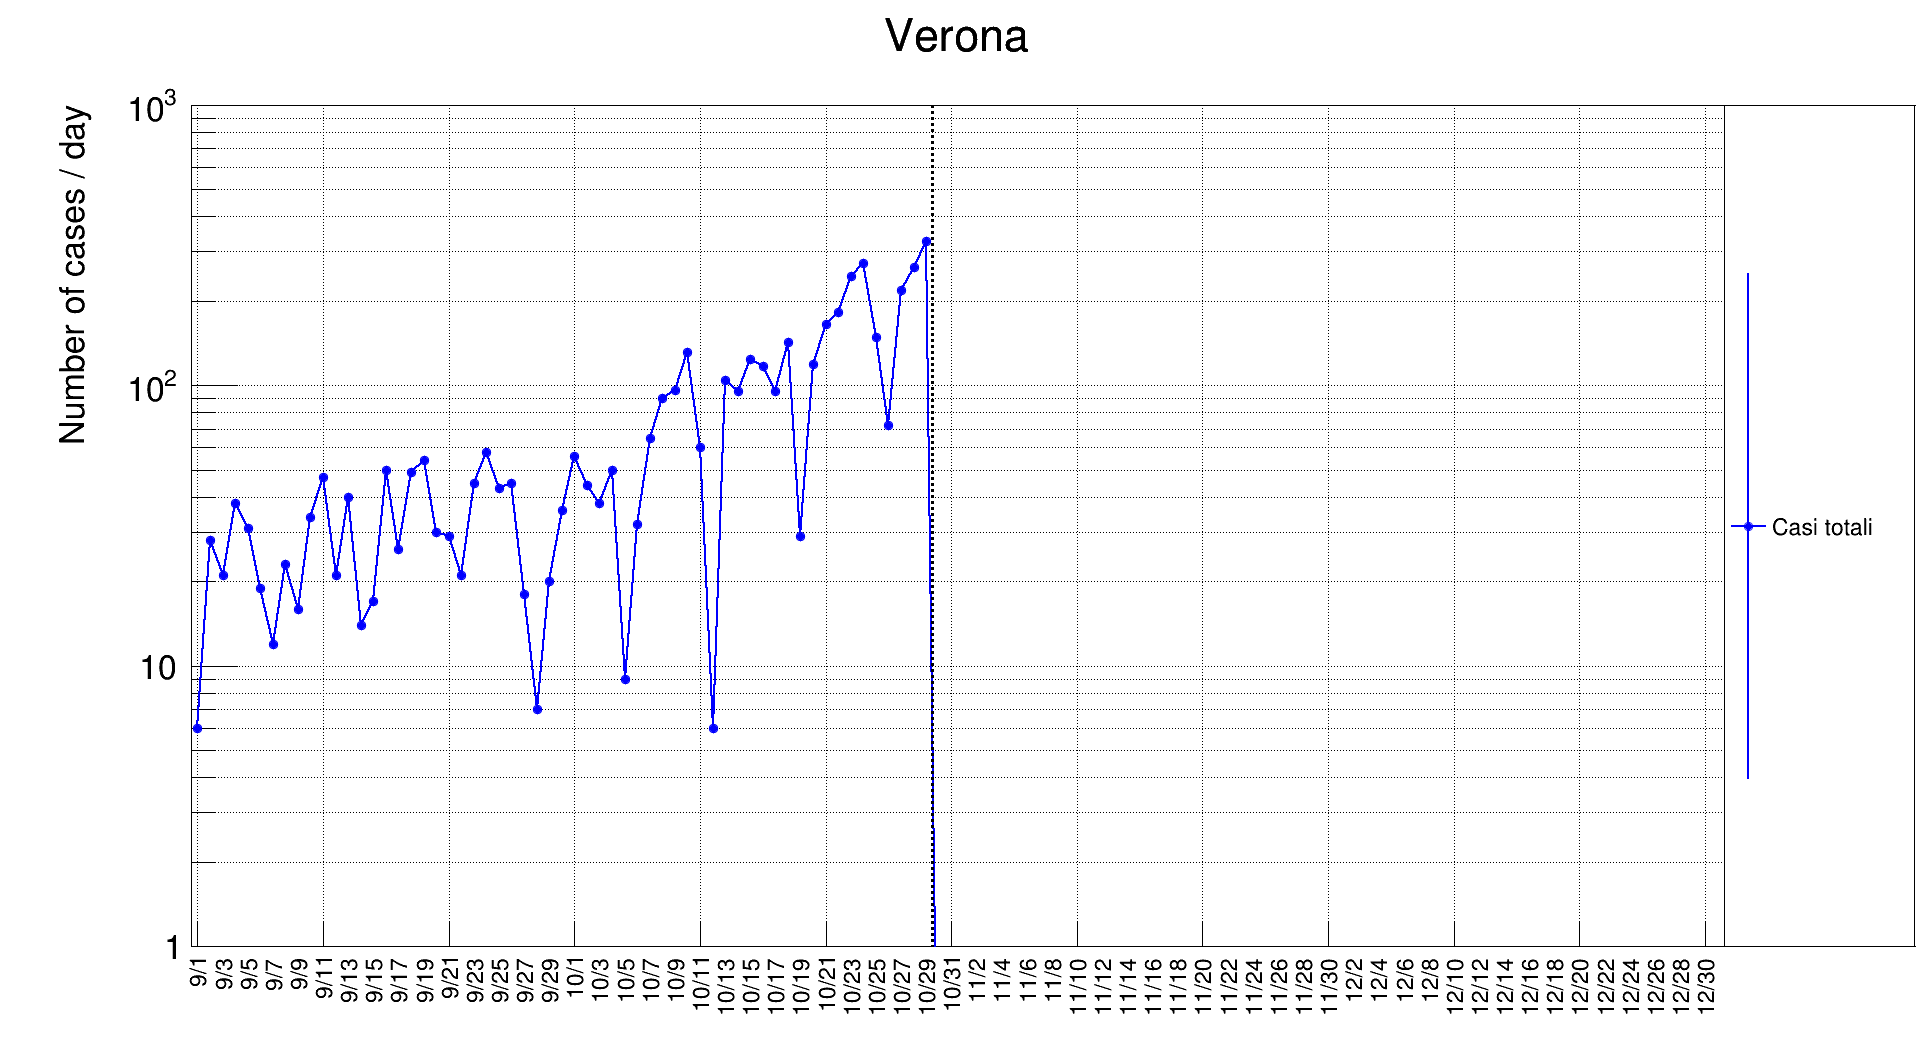 Verona
Number of cases / day
10³
10²
10
1
9/1 9/3 9/5 9/7 9/9 9/11 9/13 9/15 9/17 9/19 9/21 9/23 9/25 9/27 9/29 10/1 10/3 10/5 10/7 10/9 10/11 10/13 10/15 10/17 10/19 10/21 10/23 10/25 10/27 10/29 10/31 11/2 11/4 11/6 11/8 11/10 11/12 11/14 11/16 11/18 11/20 11/22 11/24 11/26 11/28 11/30 12/2 12/4 12/6 12/8 12/10 12/12 12/14 12/16 12/18 12/20 12/22 12/24 12/26 12/28 12/30
Casi totali